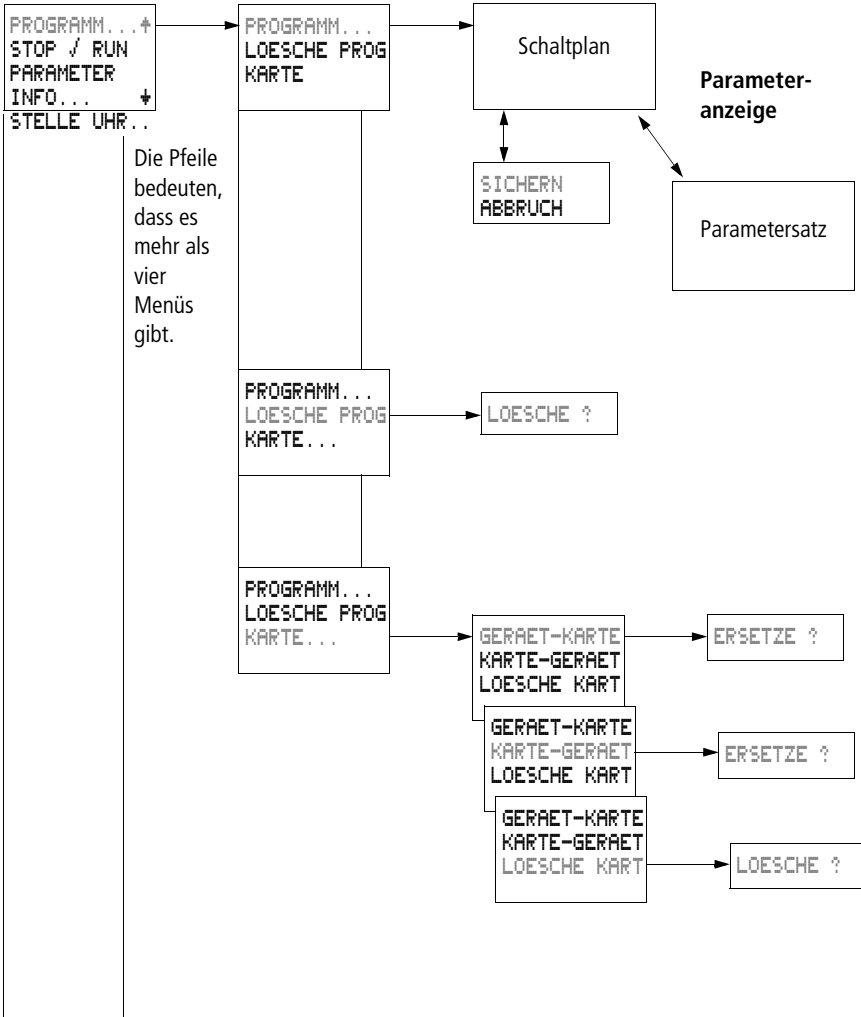 PROGRAMM...↑
STOP √ RUN
PARAMETER
INFO... ↓
STELLE UHR..
Die Pfeile
bedeuten,
dass es
mehr als
vier
Menüs
gibt.
PROGRAMM...
LOESCHE PROG
KARTE
Schaltplan
SICHERN
ABBRUCH
Parameter-
anzeige
Parametersatz
PROGRAMM...
LOESCHE PROG
KARTE...
LOESCHE ?
PROGRAMM...
LOESCHE PROG
KARTE...
GERAET-KARTE
KARTE-GERAET
LOESCHE KART
ERSETZE ?
GERAET-KARTE
KARTE-GERAET
LOESCHE KART
ERSETZE ?
GERAET-KARTE
KARTE-GERAET
LOESCHE KART
LOESCHE ?